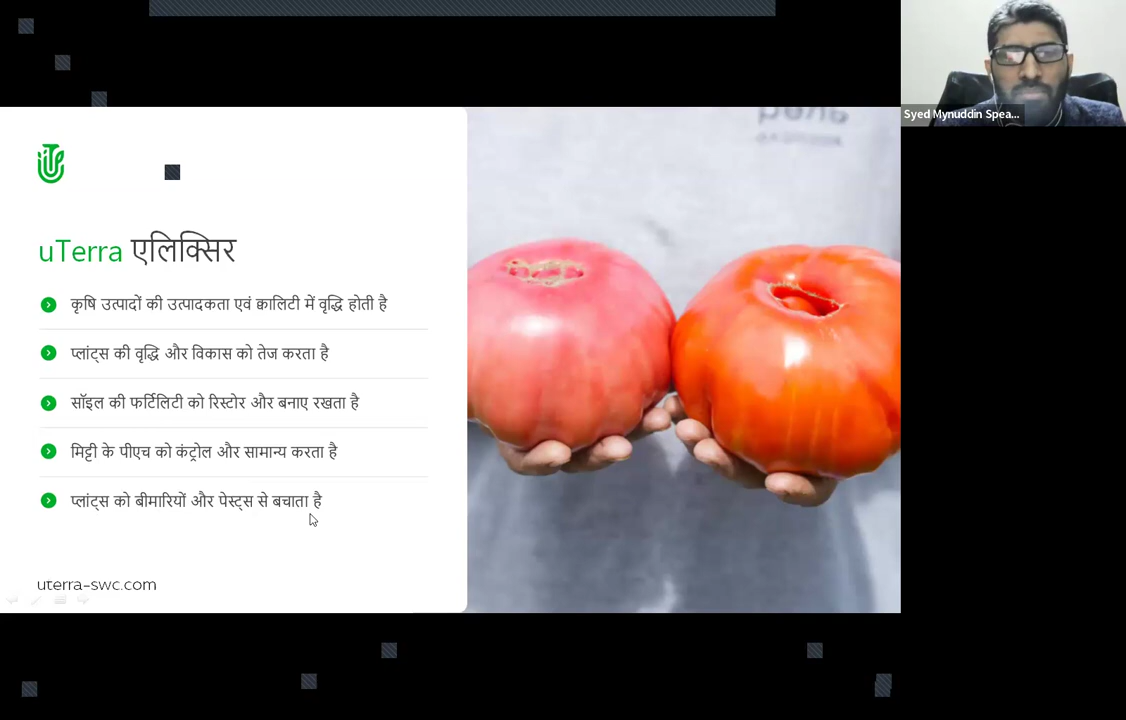 Syed Mynuddin Spea...
uTerra एलिक्सिर
कृषि उत्पादों की उत्पादकता एवं क्वालिटी में वृद्धि होती है
प्लांट्स की वृद्धि और विकास को तेज करता है
सॉइल की फर्टिलिटी को रिस्टोर और बनाए रखता है
मिट्टी के पीएच को कंट्रोल और सामान्य करता है
प्लांट्स को बीमारियों और पेस्ट्स से बचाता है
uterra-swc.com